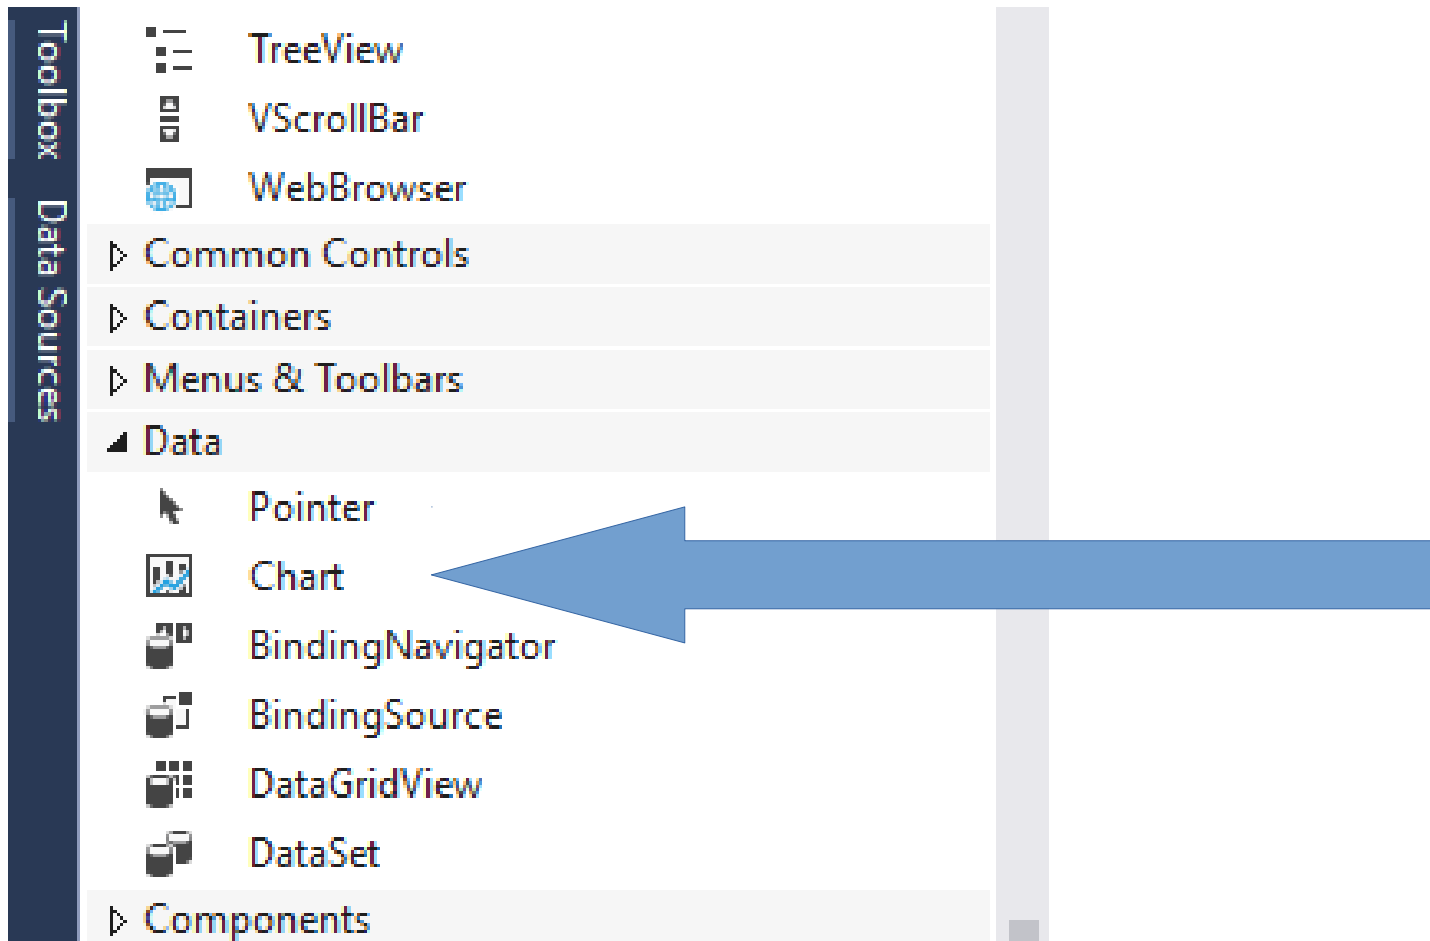 Toolbox
Data Sources
TreeView
VScrollBar
WebBrowser
Common Controls
Containers
Menus & Toolbars
Data
Pointer
Chart
BindingNavigator
BindingSource
DataGridView
DataSet
Components